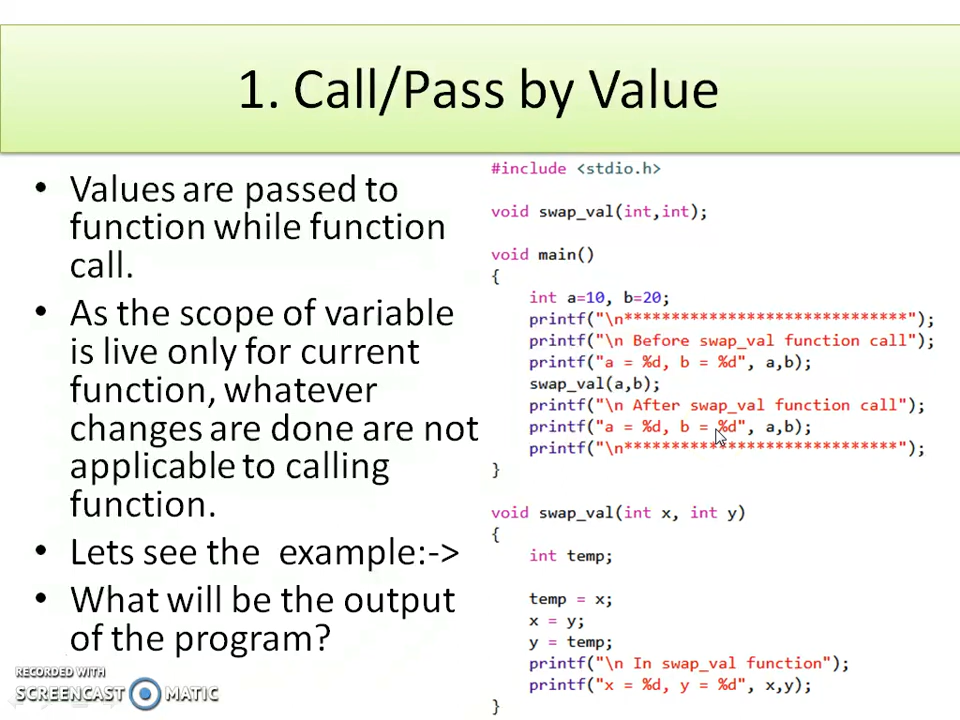 1. Call/Pass by Value
• Values are passed to
function while function
call.
• As the scope of variable
is live only for current
function, whatever
changes are done are not
applicable to calling
function.
• Lets see the  example:->
• What will be the output
of the program?
#include <stdio.h>
void swap_val(int,int);
void main()
{
int a=10, b=20;
printf("\n******************************");
printf("\n Before swap_val function call");
printf("a = %d, b = %d", a,b);
swap_val(a,b);
printf("\n After swap_val function call");
printf("a = %d, b = %d", a,b);
printf("\n*****************************");
}
void swap_val(int x, int y)
{
int temp;
temp = x;
x = y;
y = temp;
printf("\n In swap_val function");
printf("x = %d, y = %d", x,y);
}
RECORDED WITH
SCREENCAST MATIC